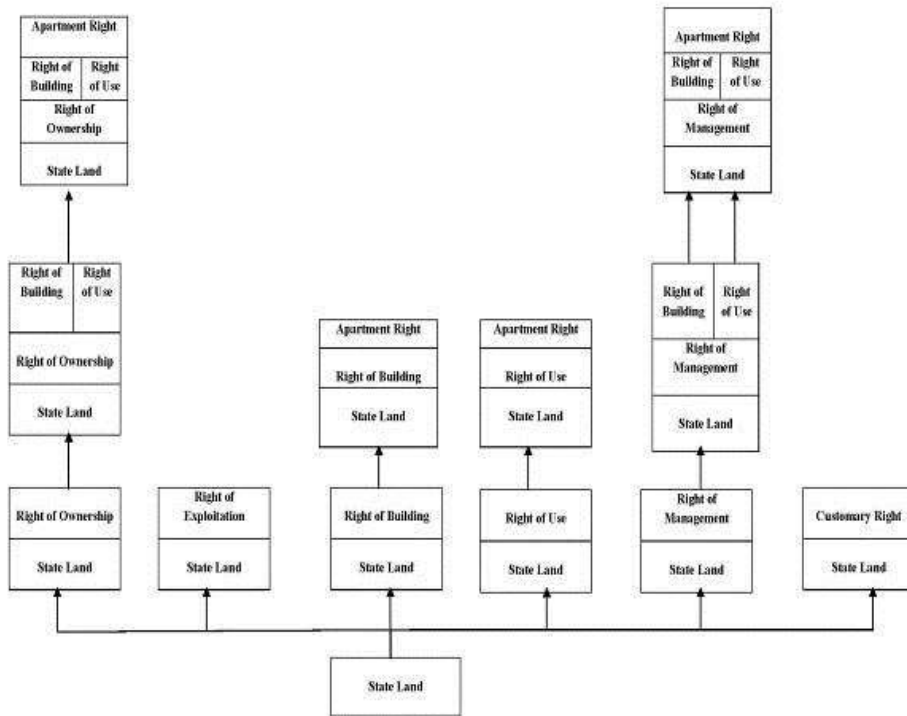 Apartment Right
Right of
Building
Right
of Use
Right of
Ownership
State Land
Apartment Right
Right of
Building
Right
of Use
Right of
Management
State Land
Right of
Building
Right
of Use
Right of Ownership
State Land
Apartment Right
Right of Building
State Land
Apartment Right
Right of Use
State Land
Right of
Building
Right
of Use
Right of
Management
State Land
Right of Ownership
State Land
Right of
Exploitation
State Land
Right of Building
State Land
Right of Use
State Land
Right of
Management
State Land
Customary Right
State Land
State Land